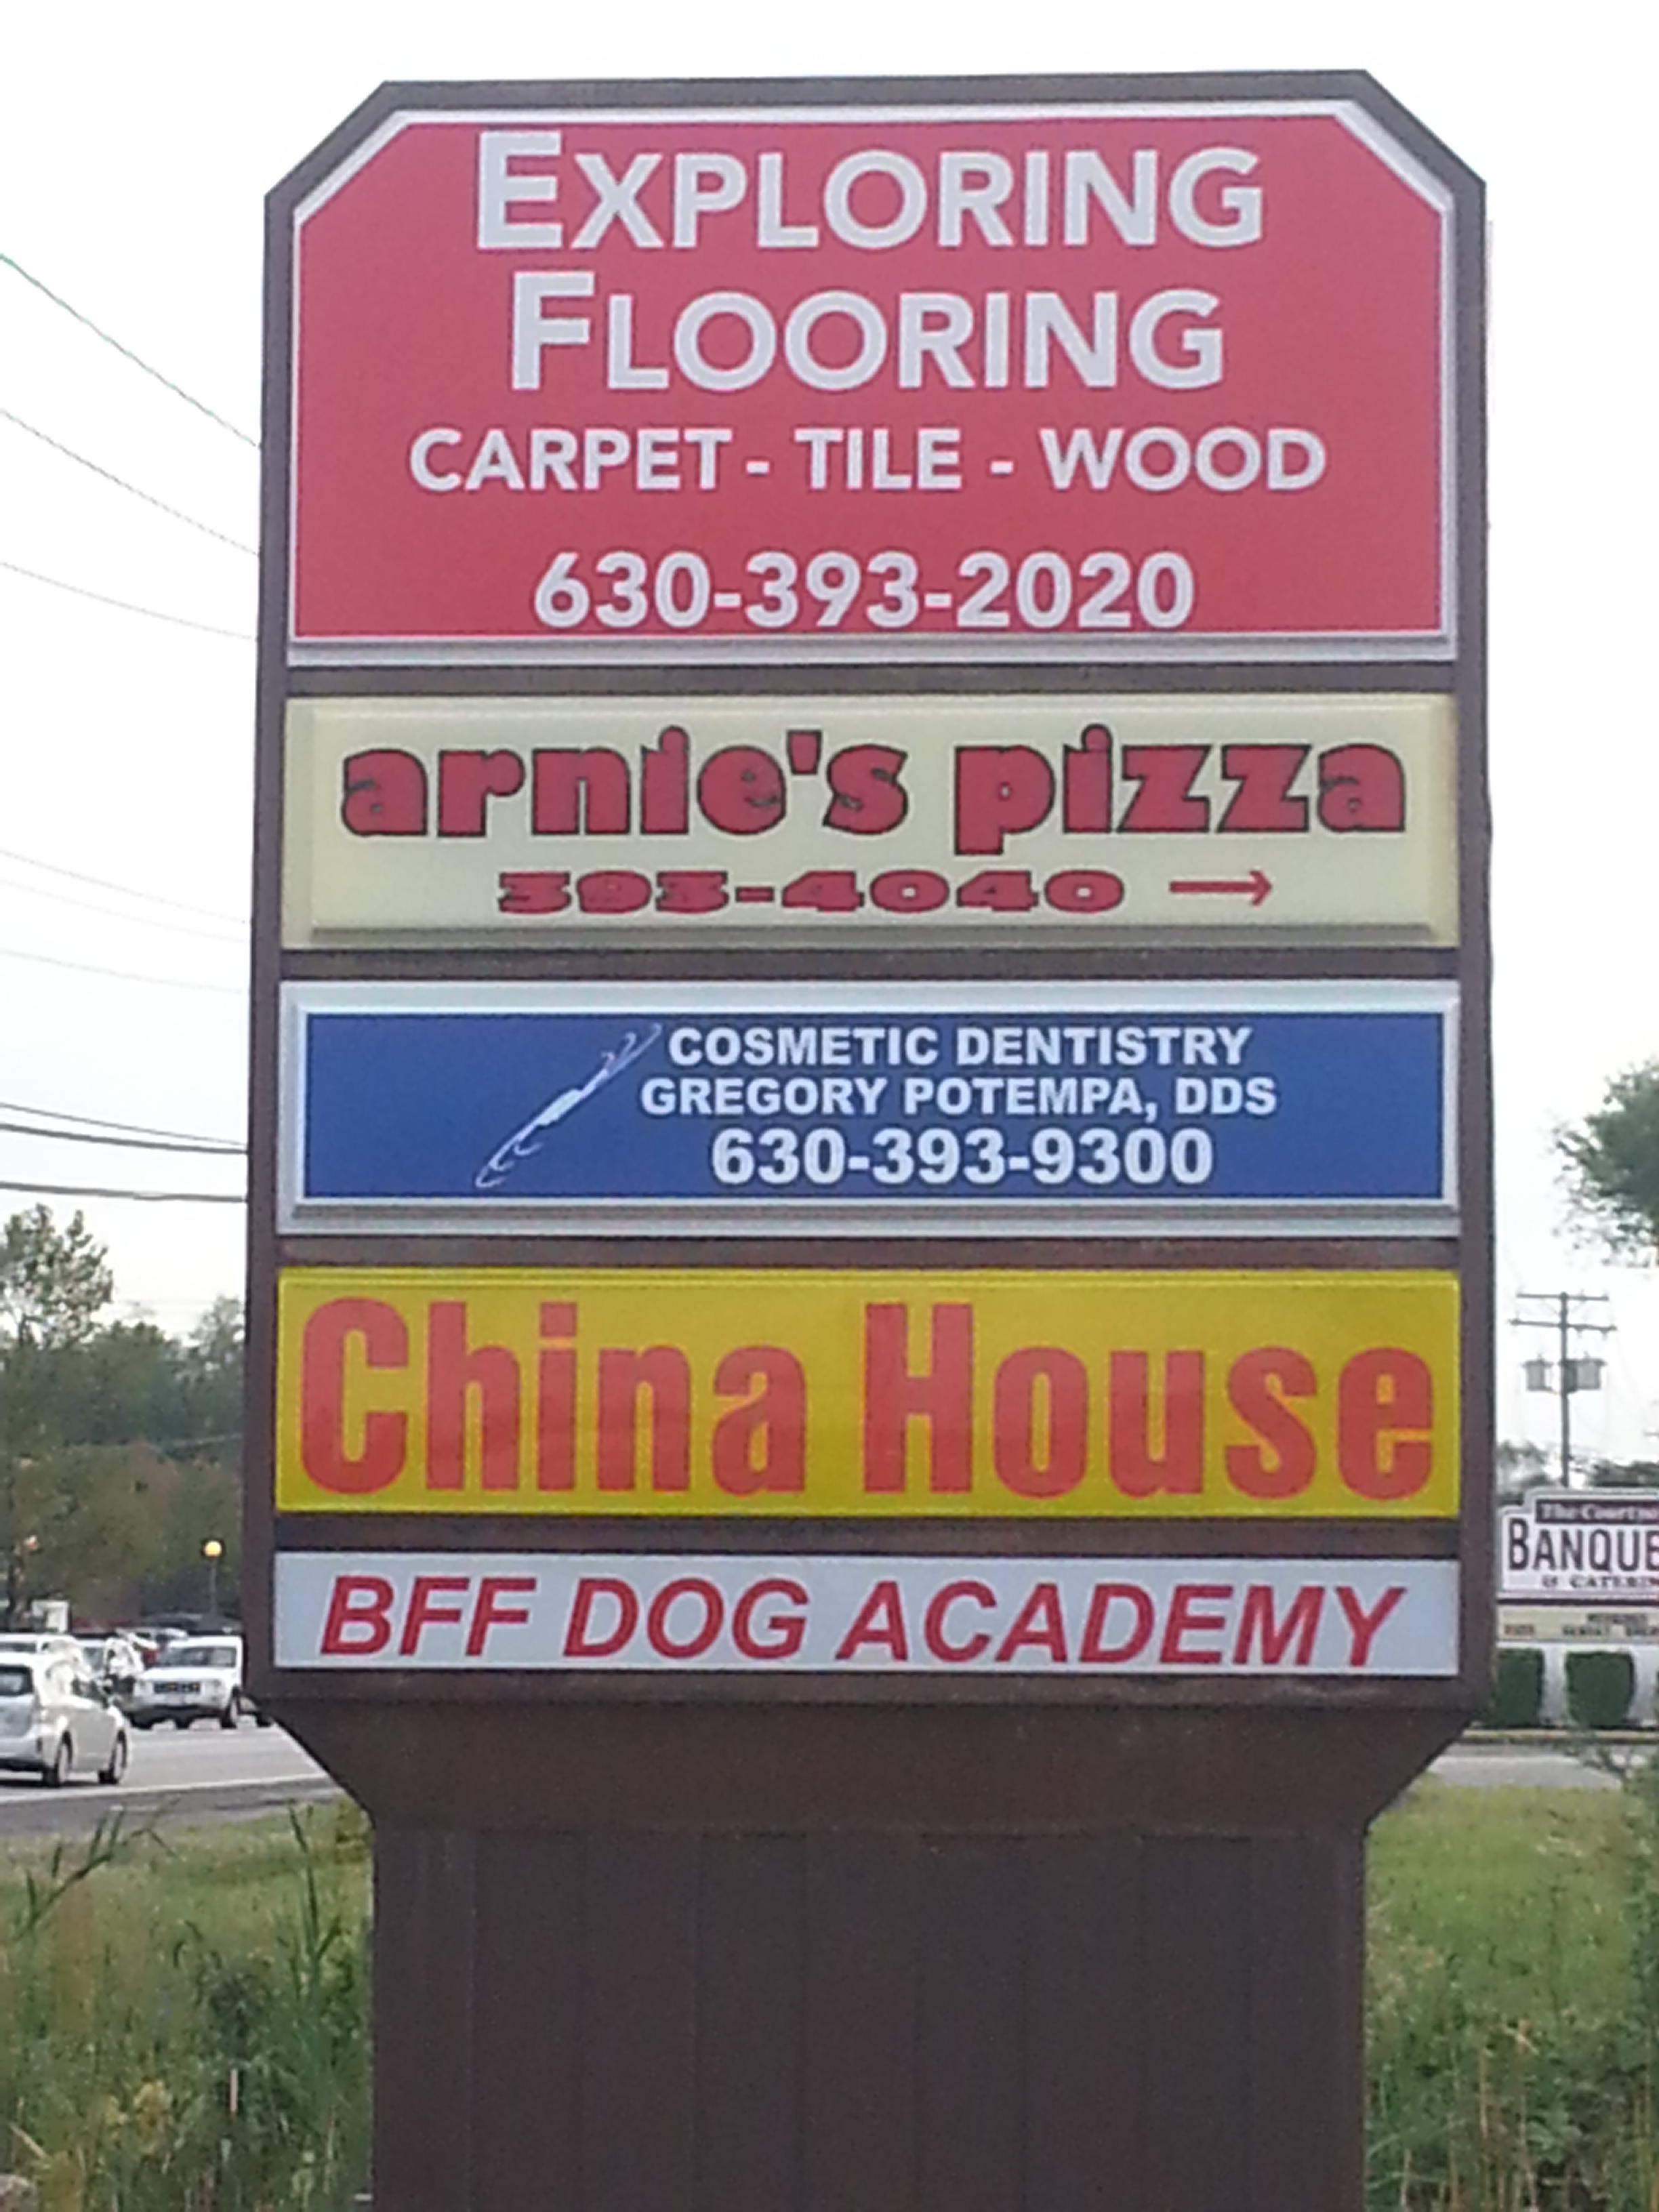 EXPLORING
FLOORING
CARPET - TILE - WOOD
630-393-2020
arnie's pizza
393-4040 →
COSMETIC DENTISTRY
GREGORY POTEMPA, DDS
630-393-9300
China House
BFF DOG ACADEMY
The
BANQUE